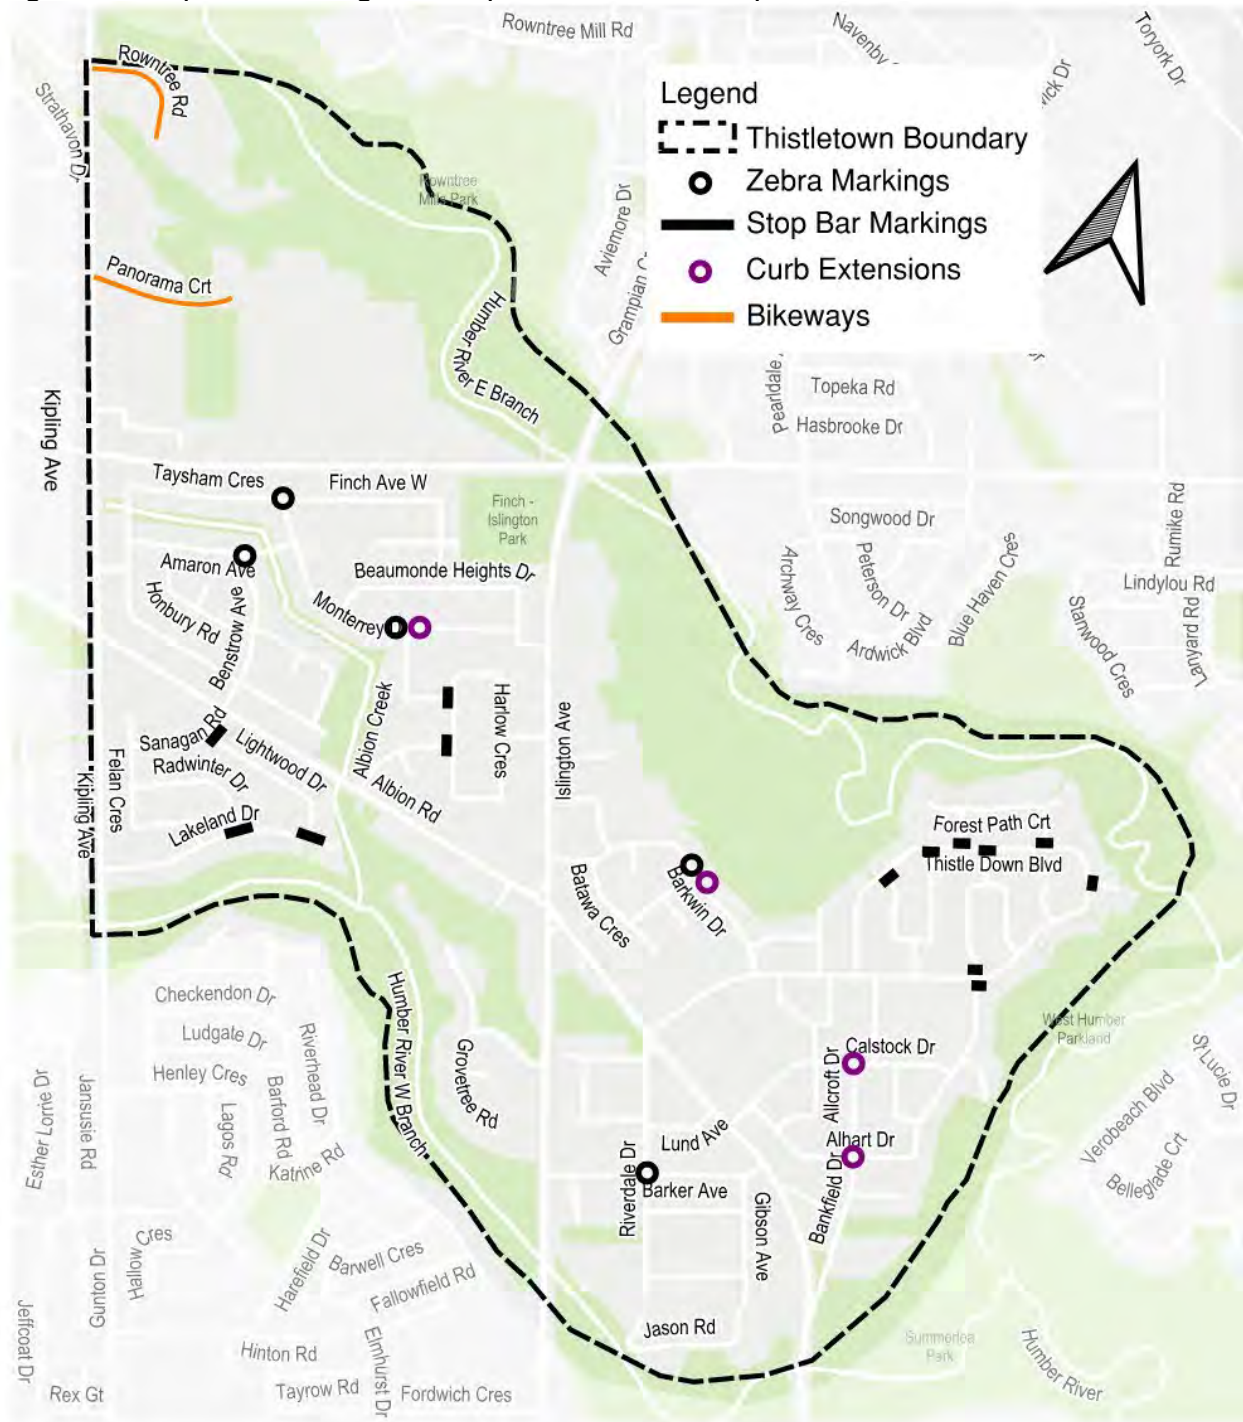 Rowntree Mill Rd
Navenby
Toryork Dr
Rowntree Rd
Strathavon Dr
Legend
Thistletown Boundary
Zebra Markings
Stop Bar Markings
Curb Extensions
Bikeways
Rowntree
Mills Park
Aviemore Dr
Grampian
Panorama Crt
Humber River E Branch
Peerldale
Topeka Rd
Hasbrooke Dr
Kipling Ave
Taysham Cres
Finch Ave W
Finch -
Islington
Park
Songwood Dr
Rumike Rd
Amaron Ave
Beaumonde Heights Dr
Archway Cres
Peterson Dr
Blue Haven Cres
Lindylou Rd
Honbury Rd
Monterrey
Ardwick Blvd
Stanwood Cres
Lanyard Rd
Benstrow Ave
Albion Creek
Harlow Cres
Islington Ave
Sanagan Rd
Radwinter Dr
Lightwood Dr
Felan Cres
Kipling Ave
Lakeland Dr
Albion Rd
Forest Path Crt
Thistle Down Blvd
Batawa Cres
Barkwin Dr
Checkendon Dr
Humber River W Branch
Ludgate Dr
Riverhead Dr
West Humber
Parkland
Henley Cres
Grovetree Rd
Calstock Dr
Allcroft Dr
St Lucie Dr
Esther Lorrie Dr
Jansusie Rd
Lagos Rd
Barford Rd
Katrine Rd
Lund Ave
Alhart Dr
Verobeach Blvd
Belleglade Crt
Riverdale Dr
Barker Ave
Gibson Ave
Bankfield Dr
Hallow Cres
Gunton Dr
Harefield Dr
Barwell Cres
Fallowfield Rd
Jeffcoat Dr
Hinton Rd
Elmhurst Dr
Jason Rd
Summerlea
Park
Humber River
Rex Gt
Tayrow Rd
Fordwich Cres